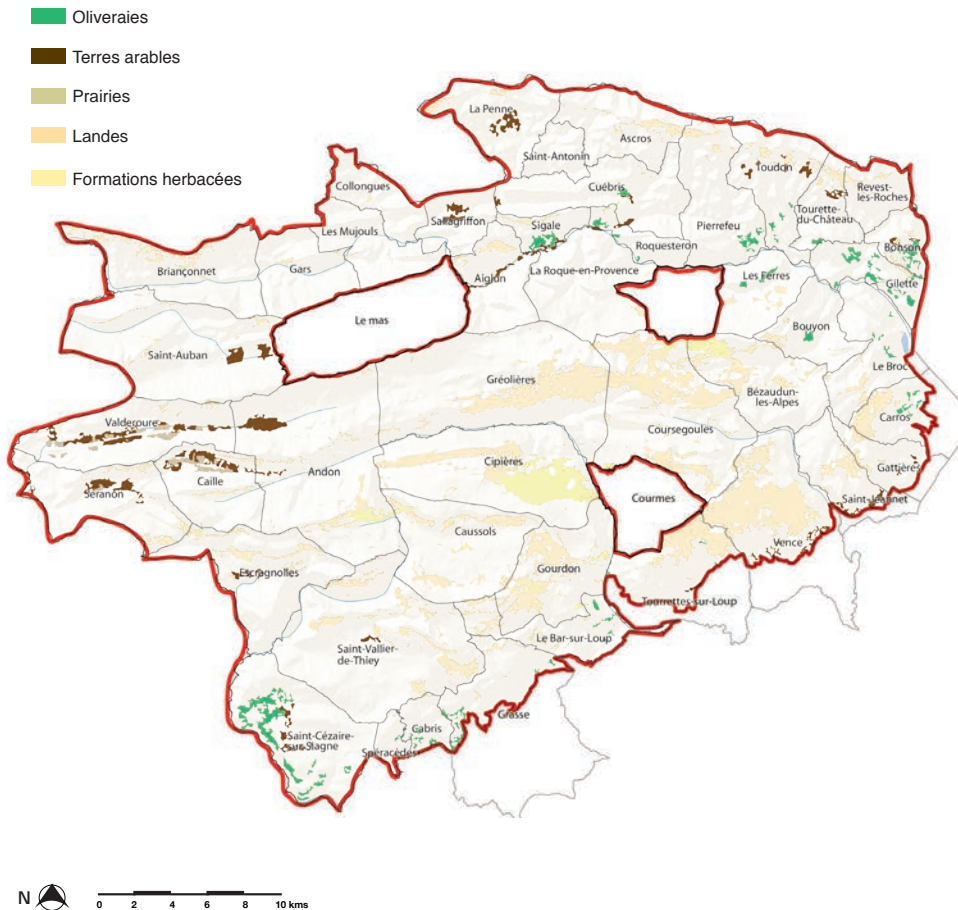 Oliveraies
Terres arables
Prairies
Landes
Formations herbacées
La Penne
Ascros
Saint-Antonin
Toudon
Collongues
Cuébris
Revest-
les-Roches
Tourette-
du-Château
Sallagriffon
Sigale
Pierrefeu
Les Mujouls
Roquesteron
Bonson
Briançonnet
Gars
Aiglun
La Roque-en-Provence
Les Ferres
Gilette
Le mas
Bouyon
Saint-Auban
Le Broc
Gréolières
Bézaudun-
les-Alpes
Carros
Valderoure
Coursegoules
Cipières
Gattières
Andon
Caille
Séranon
Courmes
Saint-Jeannet
Caussols
Vence
Gourdon
Escragnolles
Tourrettes-sur-Loup
Le Bar-sur-Loup
Saint-Vallier-
de-Thiey
Grasse
Cabris
Saint-Cézaire-
sur-Siagne
Spéracèdes
N
0 2 4 6 8 10 kms